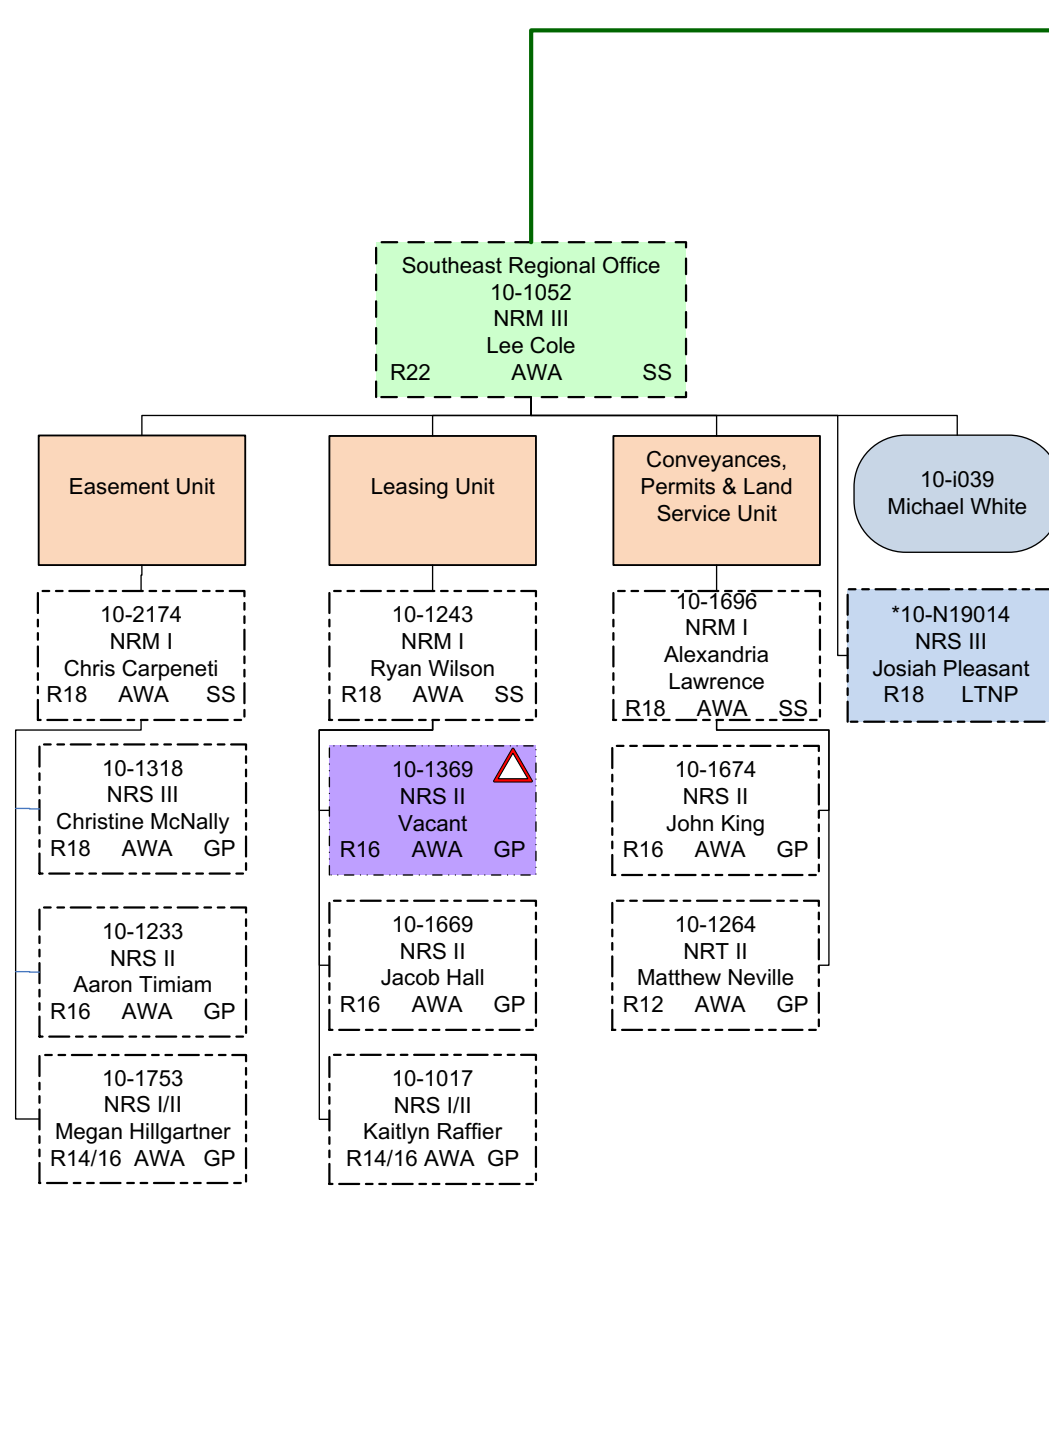 Southeast Regional Office
10-1052
NRM III
Lee Cole
R22 AWA SS
Easement Unit
Leasing Unit
Conveyances,
Permits & Land
Service Unit
10-i039
Michael White
10-2174
NRM I
Chris Carpeneti
R18 AWA SS
10-1243
NRM I
Ryan Wilson
R18 AWA SS
10-1696
NRM I
Alexandria
Lawrence
R18 AWA SS
*10-N19014
NRS III
Josiah Pleasant
R18 LTNP
10-1318
NRS III
Christine McNally
R18 AWA GP
10-1369
NRS II
Vacant
R16 AWA GP
10-1674
NRS II
John King
R16 AWA GP
10-1233
NRS II
Aaron Timiam
R16 AWA GP
10-1669
NRS II
Jacob Hall
R16 AWA GP
10-1264
NRT II
Matthew Neville
R12 AWA GP
10-1753
NRS I/II
Megan Hillgartner
R14/16 AWA GP
10-1017
NRS I/II
Kaitlyn Raffier
R14/16 AWA GP